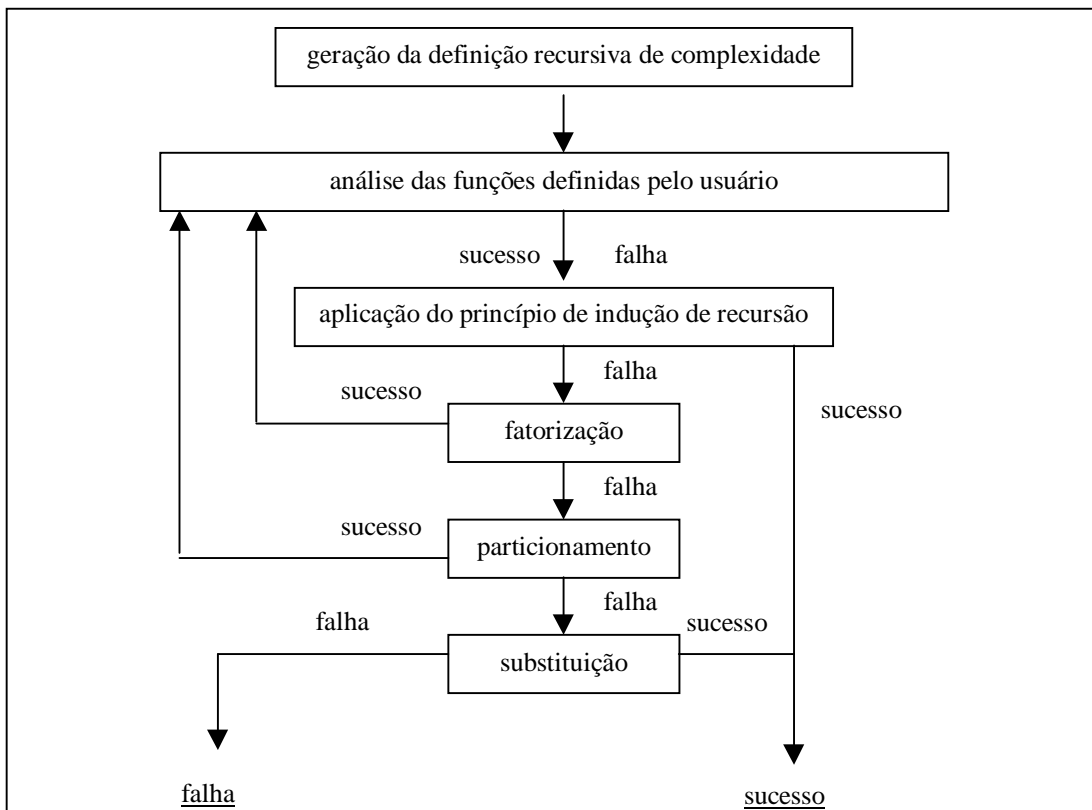 geração da definição recursiva de complexidade
análise das funções definidas pelo usuário
sucesso falha
aplicação do princípio de indução de recursão
falha
sucesso
sucesso
fatorização
falha
sucesso
particionamento
falha
falha
sucesso
substituição
falha
sucesso